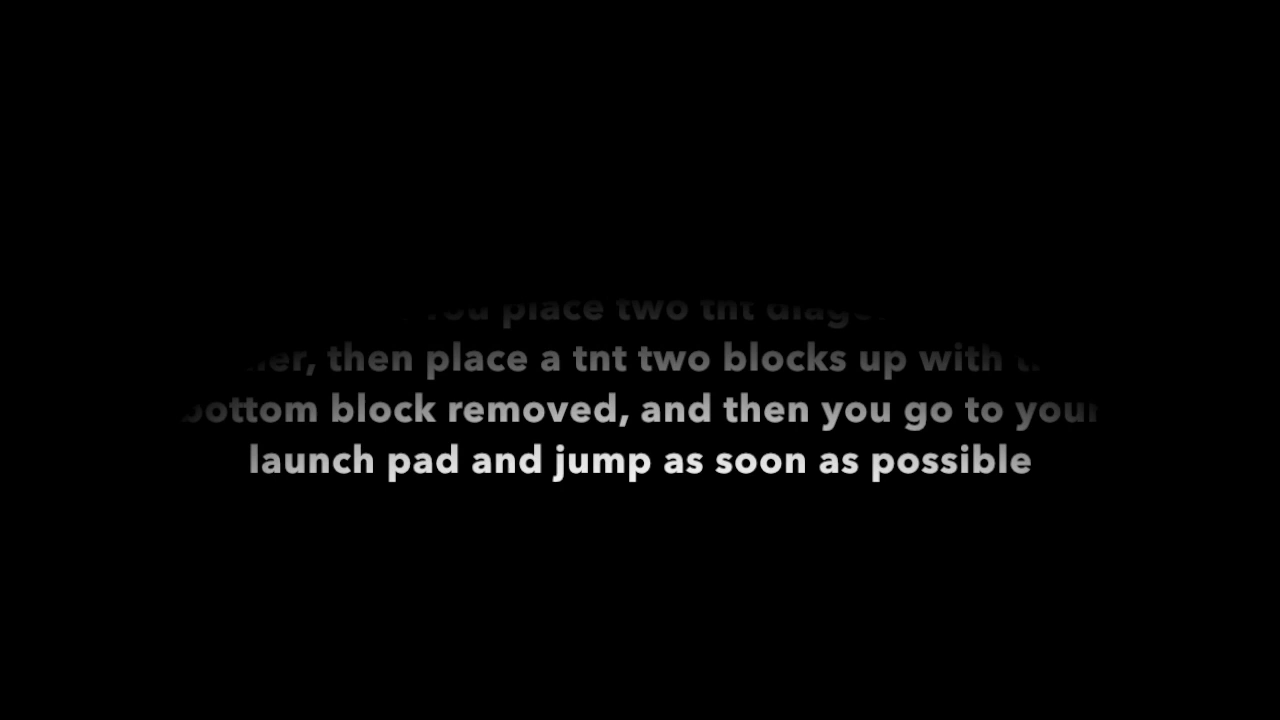 you place two tnt
then place a tnt two blocks up with
bottom block removed, and then you go to your
launch pad and jump as soon as possible